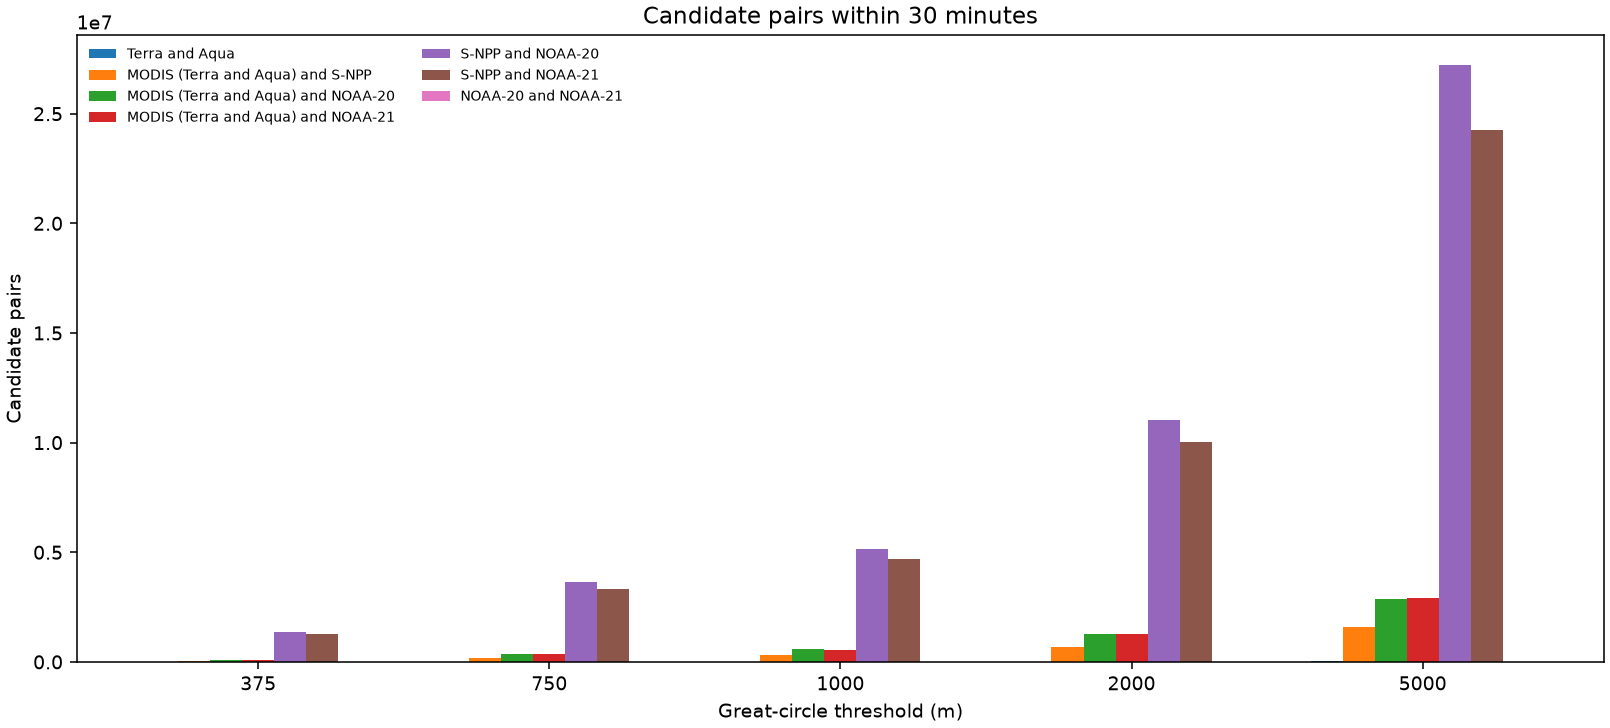 Candidate pairs within 30 minutes
1e7
Terra and Aqua
MODIS (Terra and Aqua) and S-NPP
MODIS (Terra and Aqua) and NOAA-20
MODIS (Terra and Aqua) and NOAA-21
S-NPP and NOAA-20
S-NPP and NOAA-21
NOAA-20 and NOAA-21
Candidate pairs
2.5
2.0
1.5
1.0
0.5
0.0
375
750
1000
2000
5000
Great-circle threshold (m)